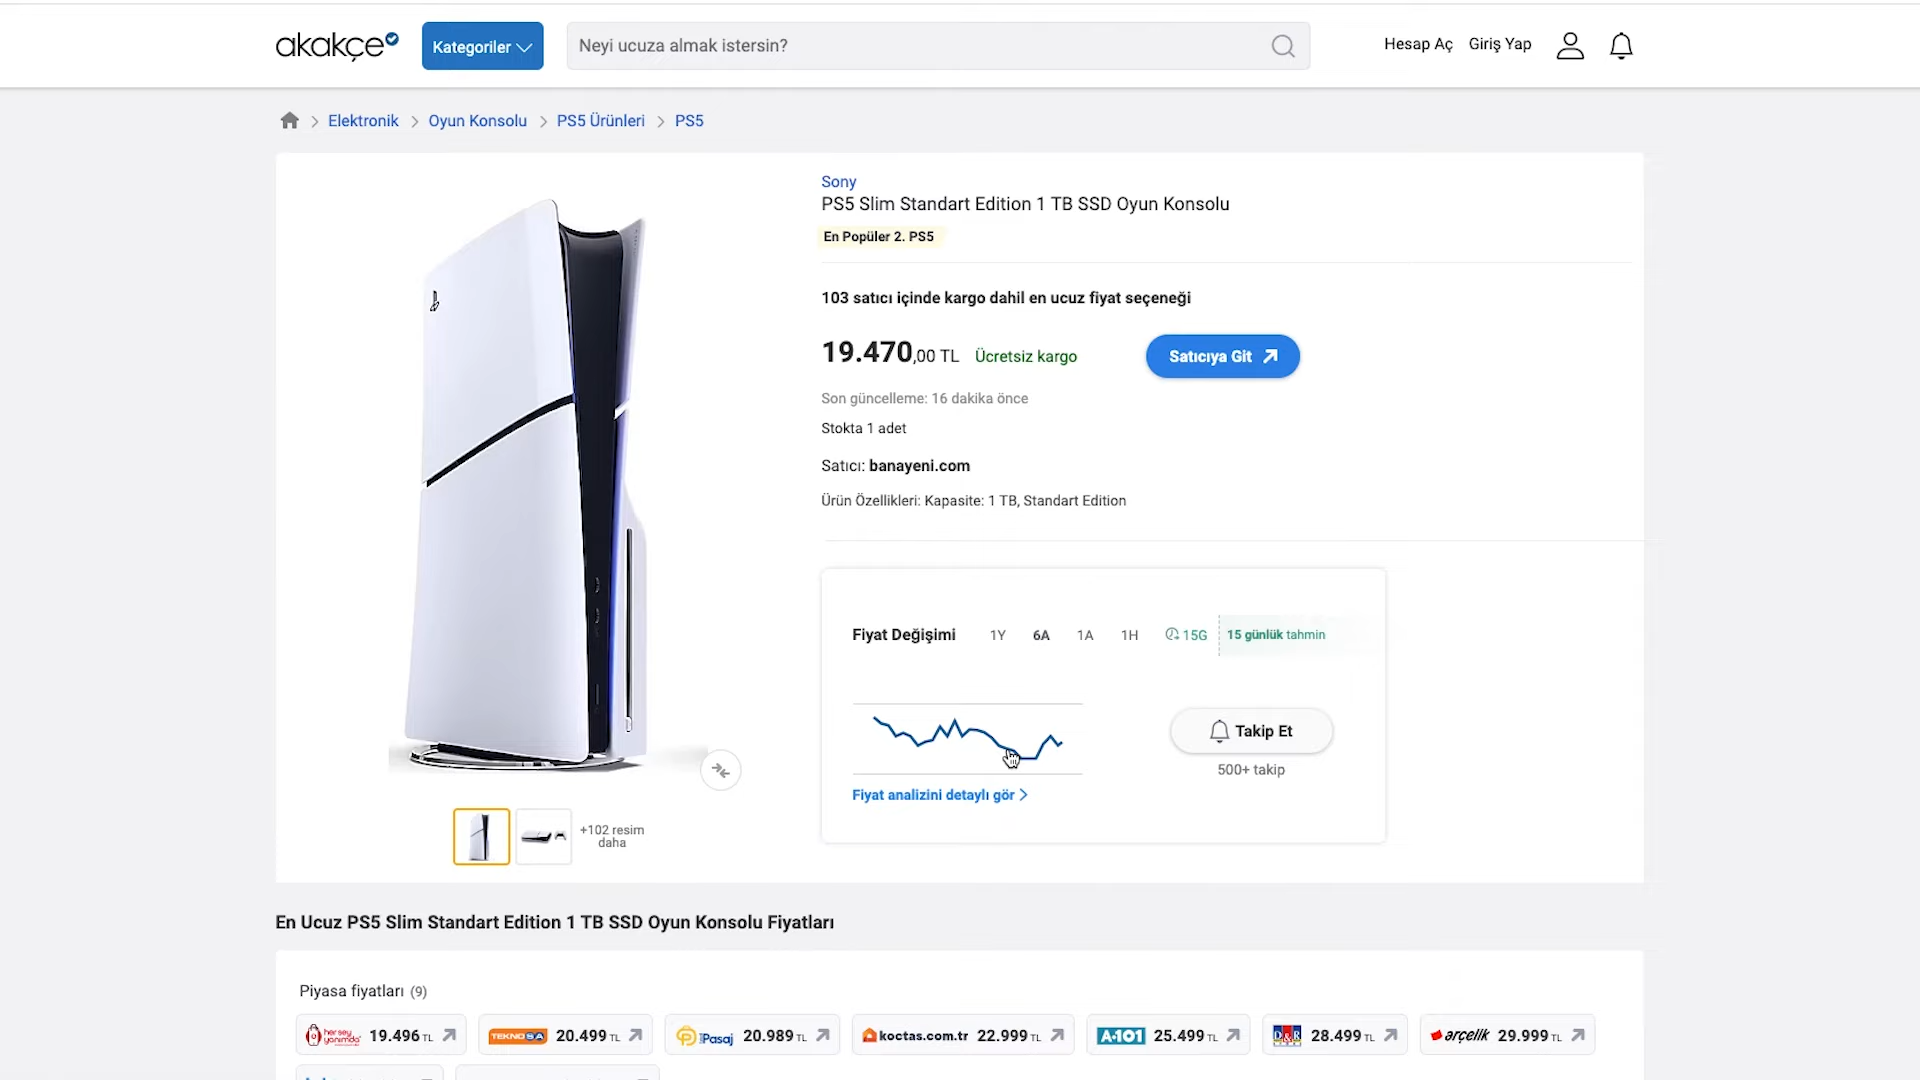 akakçe
Kategoriler
Neyi ucuza almak istersin?
Hesap Aç
Giriş Yap
Elektronik > Oyun Konsolu > PS5 Ürünleri > PS5
Sony
PS5 Slim Standart Edition 1 TB SSD Oyun Konsolu
En Popüler 2. PS5
103 satıcı içinde kargo dahil en ucuz fiyat seçeneği
19.470,00 TL Ücretsiz kargo
Satıcıya Git
Son güncelleme: 16 dakika önce
Stokta 1 adet
Satıcı: banayeni.com
Ürün Özellikleri: Kapasite: 1 TB, Standart Edition
Fiyat Değişimi 1Y 6A 1A 1H 15G 15 günlük tahmin
Takip Et
500+ takip
Fiyat analizini detaylı gör >
+102 resim
daha
En Ucuz PS5 Slim Standart Edition 1 TB SSD Oyun Konsolu Fiyatları
Piyasa fiyatları (9)
her şey yanımda 19.496 TL
TEKNOSA 20.499 TL
Pasaj 20.989 TL
koctas.com.tr 22.999 TL
A101 25.499 TL
D&R 28.499 TL
arçelik 29.999 TL